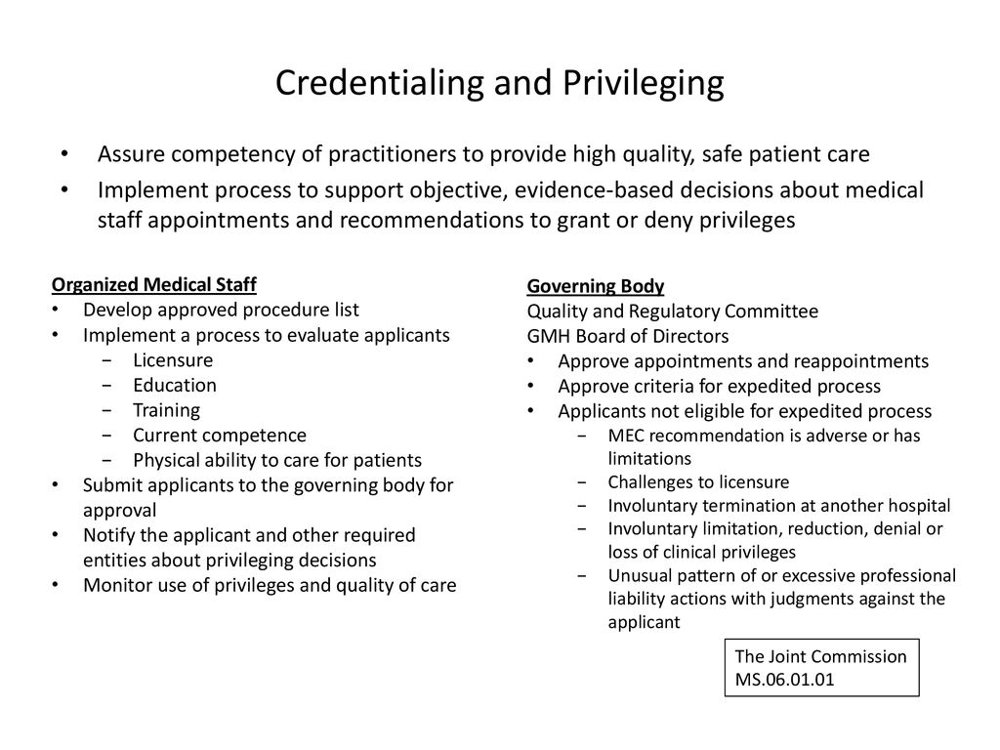 Credentialing and Privileging
• Assure competency of practitioners to provide high quality, safe patient care
• Implement process to support objective, evidence-based decisions about medical
staff appointments and recommendations to grant or deny privileges
Organized Medical Staff
• Develop approved procedure list
• Implement a process to evaluate applicants
− Licensure
− Education
− Training
− Current competence
− Physical ability to care for patients
• Submit applicants to the governing body for
approval
• Notify the applicant and other required
entities about privileging decisions
• Monitor use of privileges and quality of care
Governing Body
Quality and Regulatory Committee
GMH Board of Directors
• Approve appointments and reappointments
• Approve criteria for expedited process
• Applicants not eligible for expedited process
− MEC recommendation is adverse or has
limitations
− Challenges to licensure
− Involuntary termination at another hospital
− Involuntary limitation, reduction, denial or
loss of clinical privileges
− Unusual pattern of or excessive professional
liability actions with judgments against the
applicant
The Joint Commission
MS.06.01.01